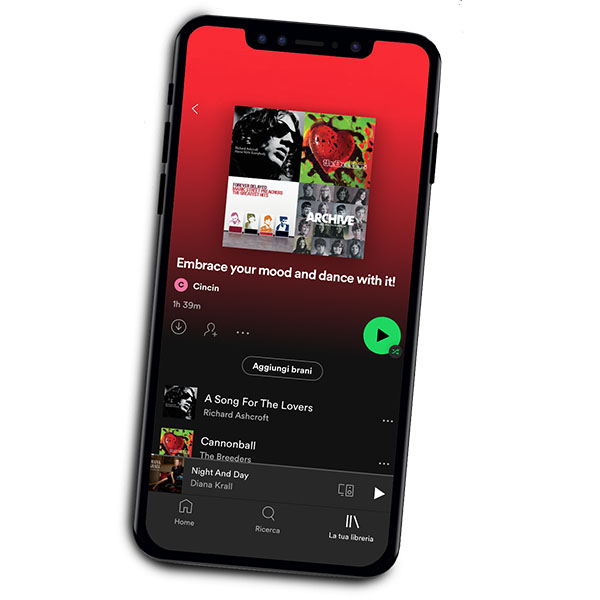 Richard Ashcroft
Alone With Everybody
FOREVER DELAYED
MANIC STREET PREACHERS
THE GREATEST HITS
ARCHIVE
Embrace your mood and dance with it!
C Cincin
1h 39m
Aggiungi brani
A Song For The Lovers
Richard Ashcroft
Cannonball
The Breeders
Night And Day
Diana Krall
Home
Ricerca
La tua libreria